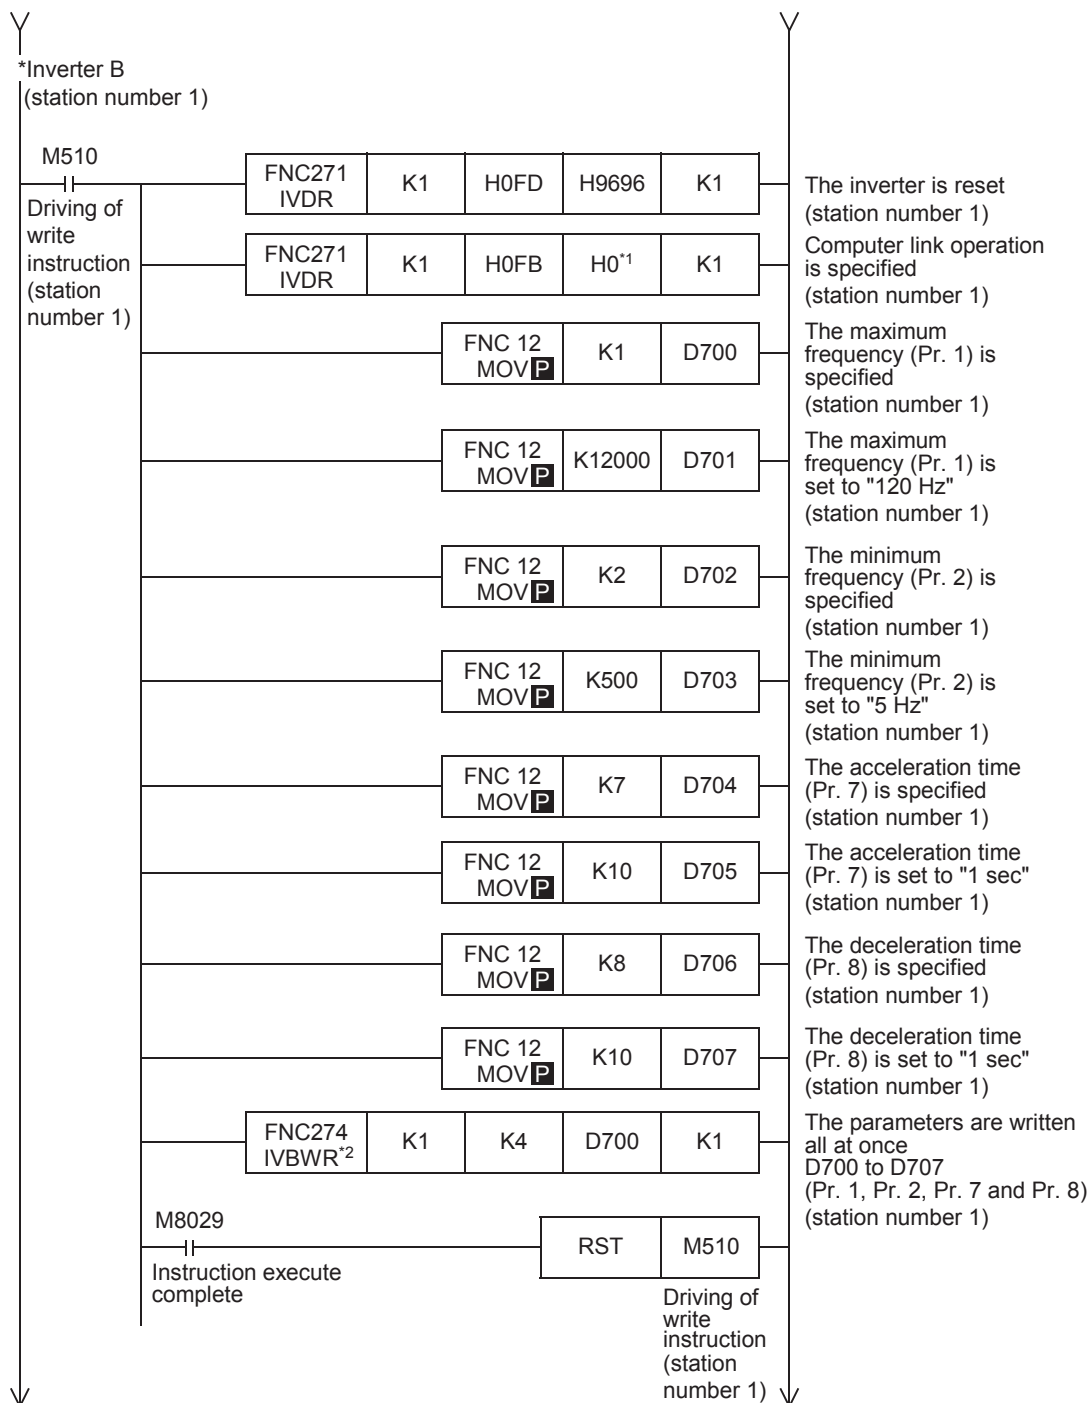 *Inverter B
(station number 1)
M510
Driving of
write
instruction
(station
number 1)
FNC271
IVDR
K1
H0FD
H9696
K1
The inverter is reset
(station number 1)
FNC271
IVDR
K1
H0FB
H0*1
K1
Computer link operation
is specified
(station number 1)
FNC 12
MOV P
K1
D700
The maximum
frequency (Pr. 1) is
specified
(station number 1)
FNC 12
MOV P
K12000
D701
The maximum
frequency (Pr. 1) is
set to "120 Hz"
(station number 1)
FNC 12
MOV P
K2
D702
The minimum
frequency (Pr. 2) is
specified
(station number 1)
FNC 12
MOV P
K500
D703
The minimum
frequency (Pr. 2) is
set to "5 Hz"
(station number 1)
FNC 12
MOV P
K7
D704
The acceleration time
(Pr. 7) is specified
(station number 1)
FNC 12
MOV P
K10
D705
The acceleration time
(Pr. 7) is set to "1 sec"
(station number 1)
FNC 12
MOV P
K8
D706
The deceleration time
(Pr. 8) is specified
(station number 1)
FNC 12
MOV P
K10
D707
The deceleration time
(Pr. 8) is set to "1 sec"
(station number 1)
FNC274
IVBWR*2
K1
K4
D700
K1
The parameters are written
all at once
D700 to D707
(Pr. 1, Pr. 2, Pr. 7 and Pr. 8)
(station number 1)
M8029
Instruction execute
complete
RST
M510
Driving of
write
instruction
(station
number 1)